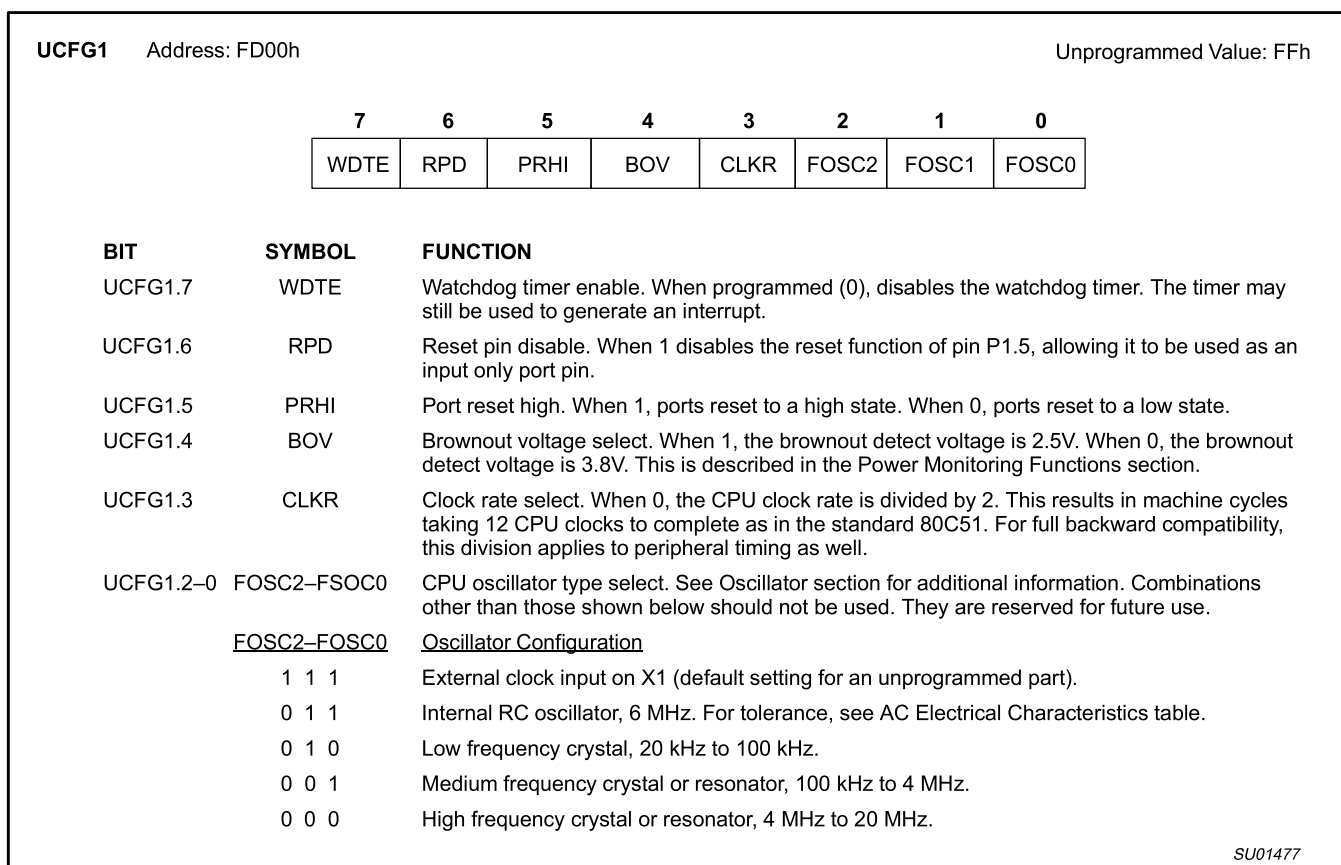 UCFG1 Address: FD00h Unprogrammed Value: FFh
7 6 5 4 3 2 1 0
WDTE RPD PRHI BOV CLKR FOSC2 FOSC1 FOSC0
BIT SYMBOL FUNCTION
UCFG1.7 WDTE Watchdog timer enable. When programmed (0), disables the watchdog timer. The timer may
still be used to generate an interrupt.
UCFG1.6 RPD Reset pin disable. When 1 disables the reset function of pin P1.5, allowing it to be used as an
input only port pin.
UCFG1.5 PRHI Port reset high. When 1, ports reset to a high state. When 0, ports reset to a low state.
UCFG1.4 BOV Brownout voltage select. When 1, the brownout detect voltage is 2.5V. When 0, the brownout
detect voltage is 3.8V. This is described in the Power Monitoring Functions section.
UCFG1.3 CLKR Clock rate select. When 0, the CPU clock rate is divided by 2. This results in machine cycles
taking 12 CPU clocks to complete as in the standard 80C51. For full backward compatibility,
this division applies to peripheral timing as well.
UCFG1.2–0 FOSC2–FSOC0 CPU oscillator type select. See Oscillator section for additional information. Combinations
other than those shown below should not be used. They are reserved for future use.
FOSC2–FOSC0 Oscillator Configuration
1 1 1 External clock input on X1 (default setting for an unprogrammed part).
0 1 1 Internal RC oscillator, 6 MHz. For tolerance, see AC Electrical Characteristics table.
0 1 0 Low frequency crystal, 20 kHz to 100 kHz.
0 0 1 Medium frequency crystal or resonator, 100 kHz to 4 MHz.
0 0 0 High frequency crystal or resonator, 4 MHz to 20 MHz.
SU01477